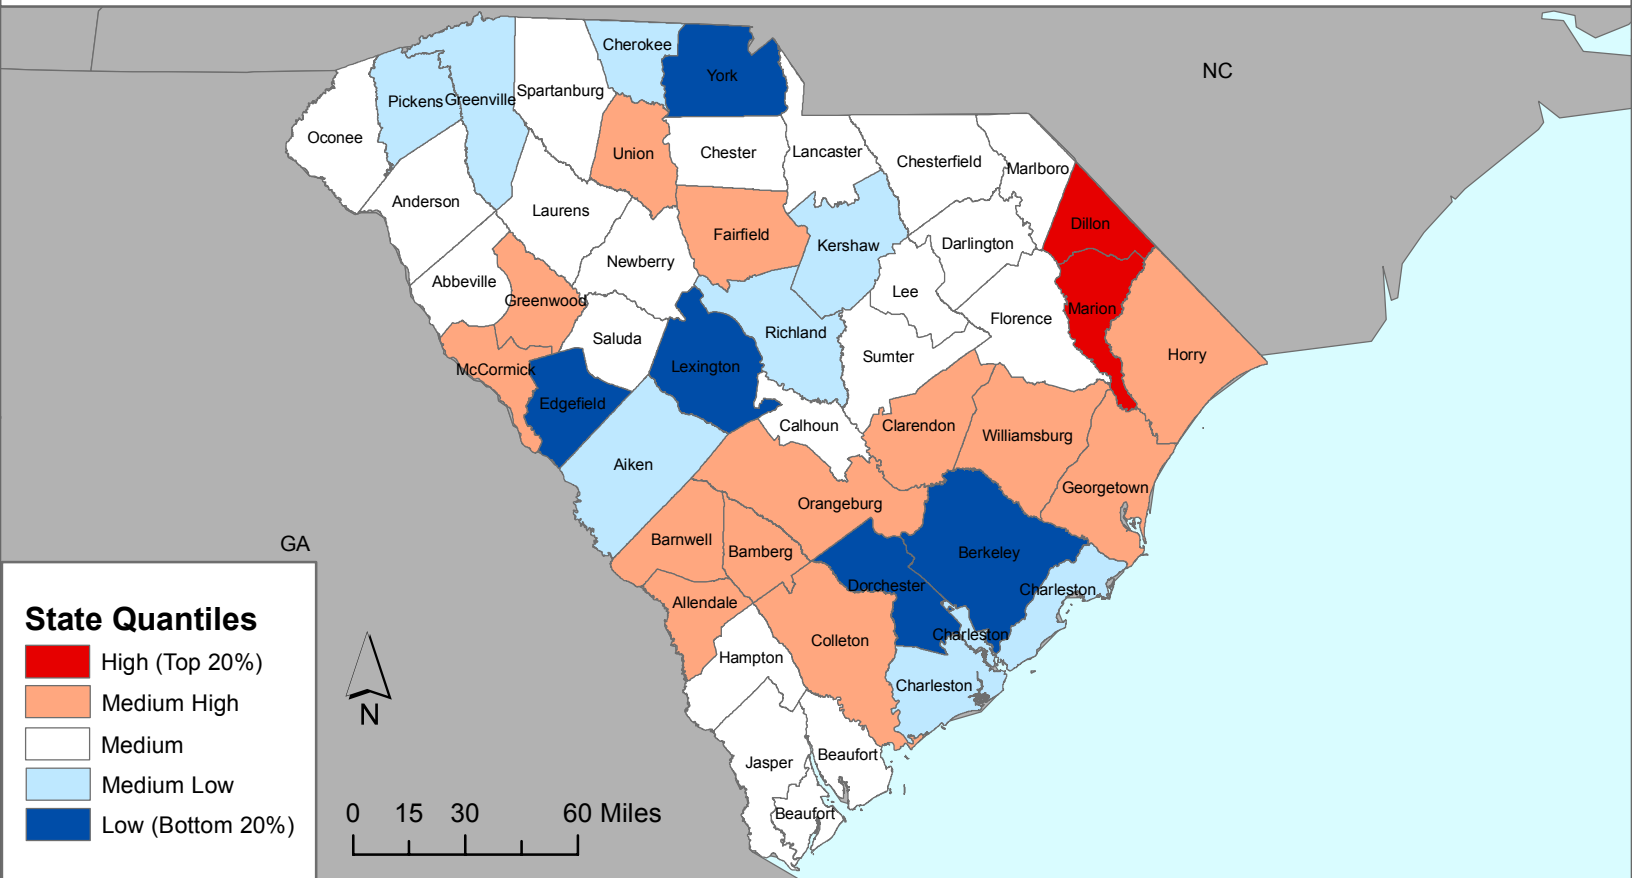 Cherokee
York
NC
Pickens
Greenville
Spartanburg
Oconee
Union
Chester
Lancaster
Chesterfield
Marlboro
Anderson
Laurens
Fairfield
Kershaw
Darlington
Dillon
Abbeville
Newberry
Greenwood
Lee
Marion
Saluda
Richland
Florence
Sumter
Horry
McCormick
Lexington
Edgefield
Calhoun
Clarendon
Williamsburg
Aiken
Orangeburg
Georgetown
GA
Barnwell
Bamberg
Berkeley
Dorchester
Charleston
Allendale
Colleton
Charleston
Hampton
Charleston
Jasper
Beaufort
Beaufort
State Quantiles
High (Top 20%)
Medium High
Medium
Medium Low
Low (Bottom 20%)
N
0 15 30 60 Miles